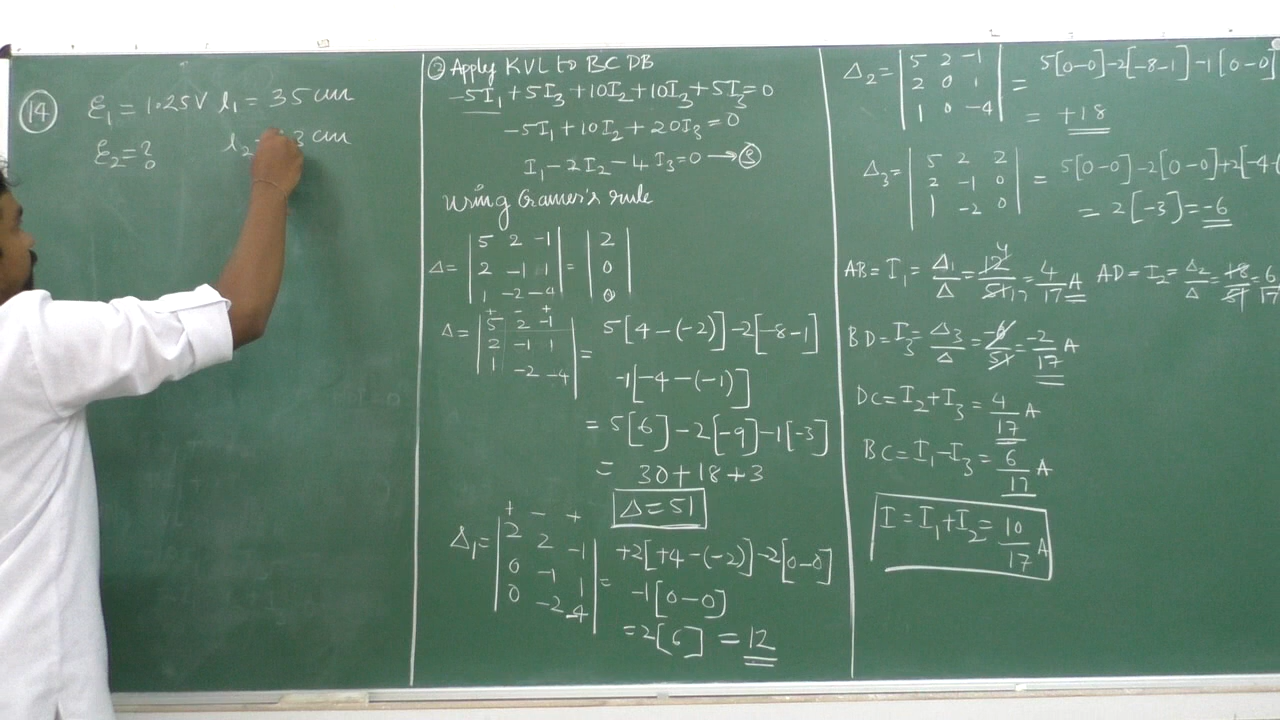 (14) ε₁ = 1.25V l₁ = 35 cm
ε₂ = ? l₂ = 3 cm
② Apply KVL to BCDB
-5I₁ + 5I₃ + 10I₂ + 10I₃ + 5I₃ = 0
-5I₁ + 10I₂ + 20I₃ = 0
I₁ - 2I₂ - 4I₃ = 0 → ③
Using Cramer's rule
Δ = | 5 2 -1 | = | 2 |
| 2 -1 1 | | 0 |
| 1 -2 -4 | | 0 |
+ - +
Δ = | 5 2 -1 | = 5[4-(-2)] - 2[-8-1]
| 2 -1 1 |
| 1 -2 -4 |
-1[-4-(-1)]
= 5[6] - 2[-9] - 1[-3]
= 30 + 18 + 3
Δ = 51
+ - +
Δ₁ = | 2 2 -1 | = +2[+4-(-2)] - 2[0-0]
| 0 -1 1 |
| 0 -2 -4 |
-1[0-0]
= 2[6] = 12
Δ₂ = | 5 2 -1 | = 5[0-0] - 2[-8-1] - 1[0-0]
| 2 0 1 |
| 1 0 -4 |
= +18
Δ₃ = | 5 2 2 | = 5[0-0] - 2[0-0] + 2[-4-(
| 2 -1 0 |
| 1 -2 0 |
= 2[-3] = -6
AB = I₁ = Δ₁/Δ = 12/51 = 4/17 A AD = I₂ = Δ₂/Δ = 18/51 = 6/17
BD = I₃ = Δ₃/Δ = -6/51 = -2/17 A
DC = I₂ + I₃ = 4/17 A
BC = I₁ - I₃ = 6/17 A
I = I₁ + I₂ = 10/17 A